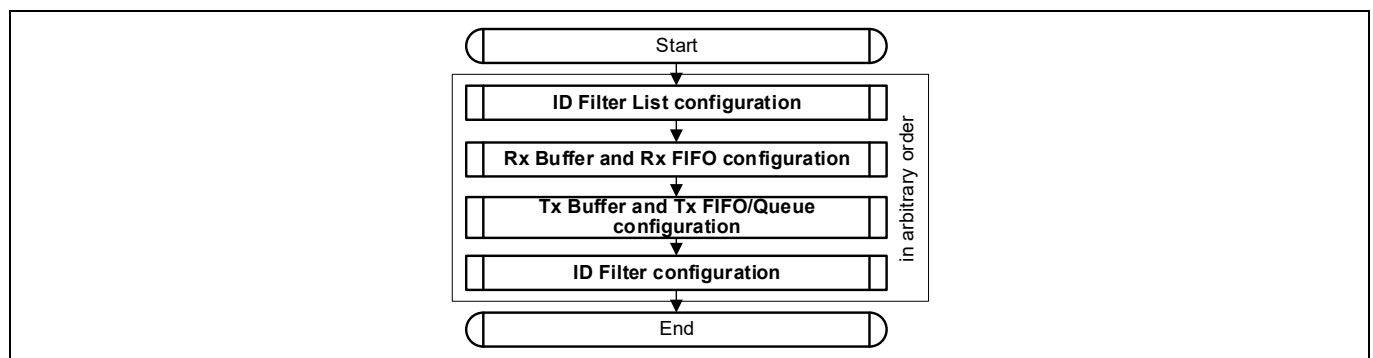 Start
ID Filter List configuration
Rx Buffer and Rx FIFO configuration
Tx Buffer and Tx FIFO/Queue
configuration
ID Filter configuration
in arbitrary order
End